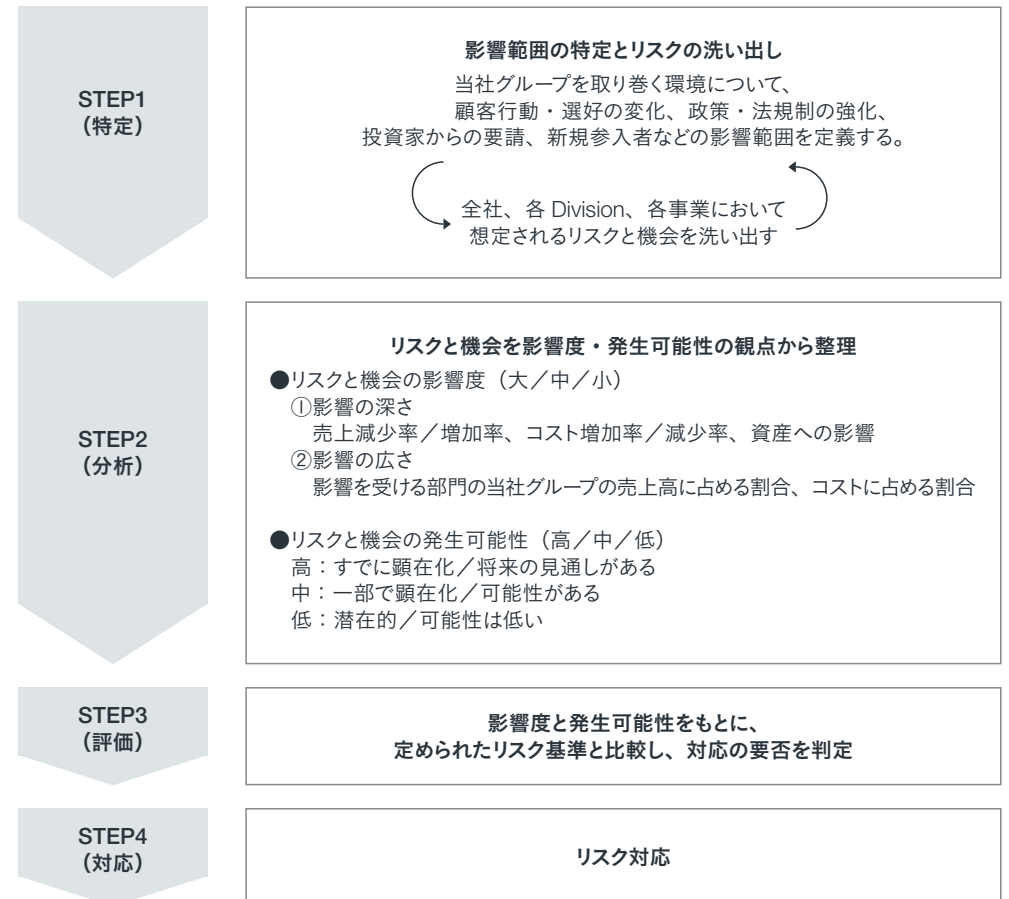 STEP1
（特定）
影響範囲の特定とリスクの洗い出し
当社グループを取り巻く環境について、
顧客行動・選好の変化、政策・法規制の強化、
投資家からの要請、新規参入者などの影響範囲を定義する。
全社、各 Division、各事業において
想定されるリスクと機会を洗い出す
STEP2
（分析）
リスクと機会を影響度・発生可能性の観点から整理
●リスクと機会の影響度（大／中／小）
①影響の深さ
売上減少率／増加率、コスト増加率／減少率、資産への影響
②影響の広さ
影響を受ける部門の当社グループの売上高に占める割合、コストに占める割合
●リスクと機会の発生可能性（高／中／低）
高：すでに顕在化／将来の見通しがある
中：一部で顕在化／可能性がある
低：潜在的／可能性は低い
STEP3
（評価）
影響度と発生可能性をもとに、
定められたリスク基準と比較し、対応の要否を判定
STEP4
（対応）
リスク対応